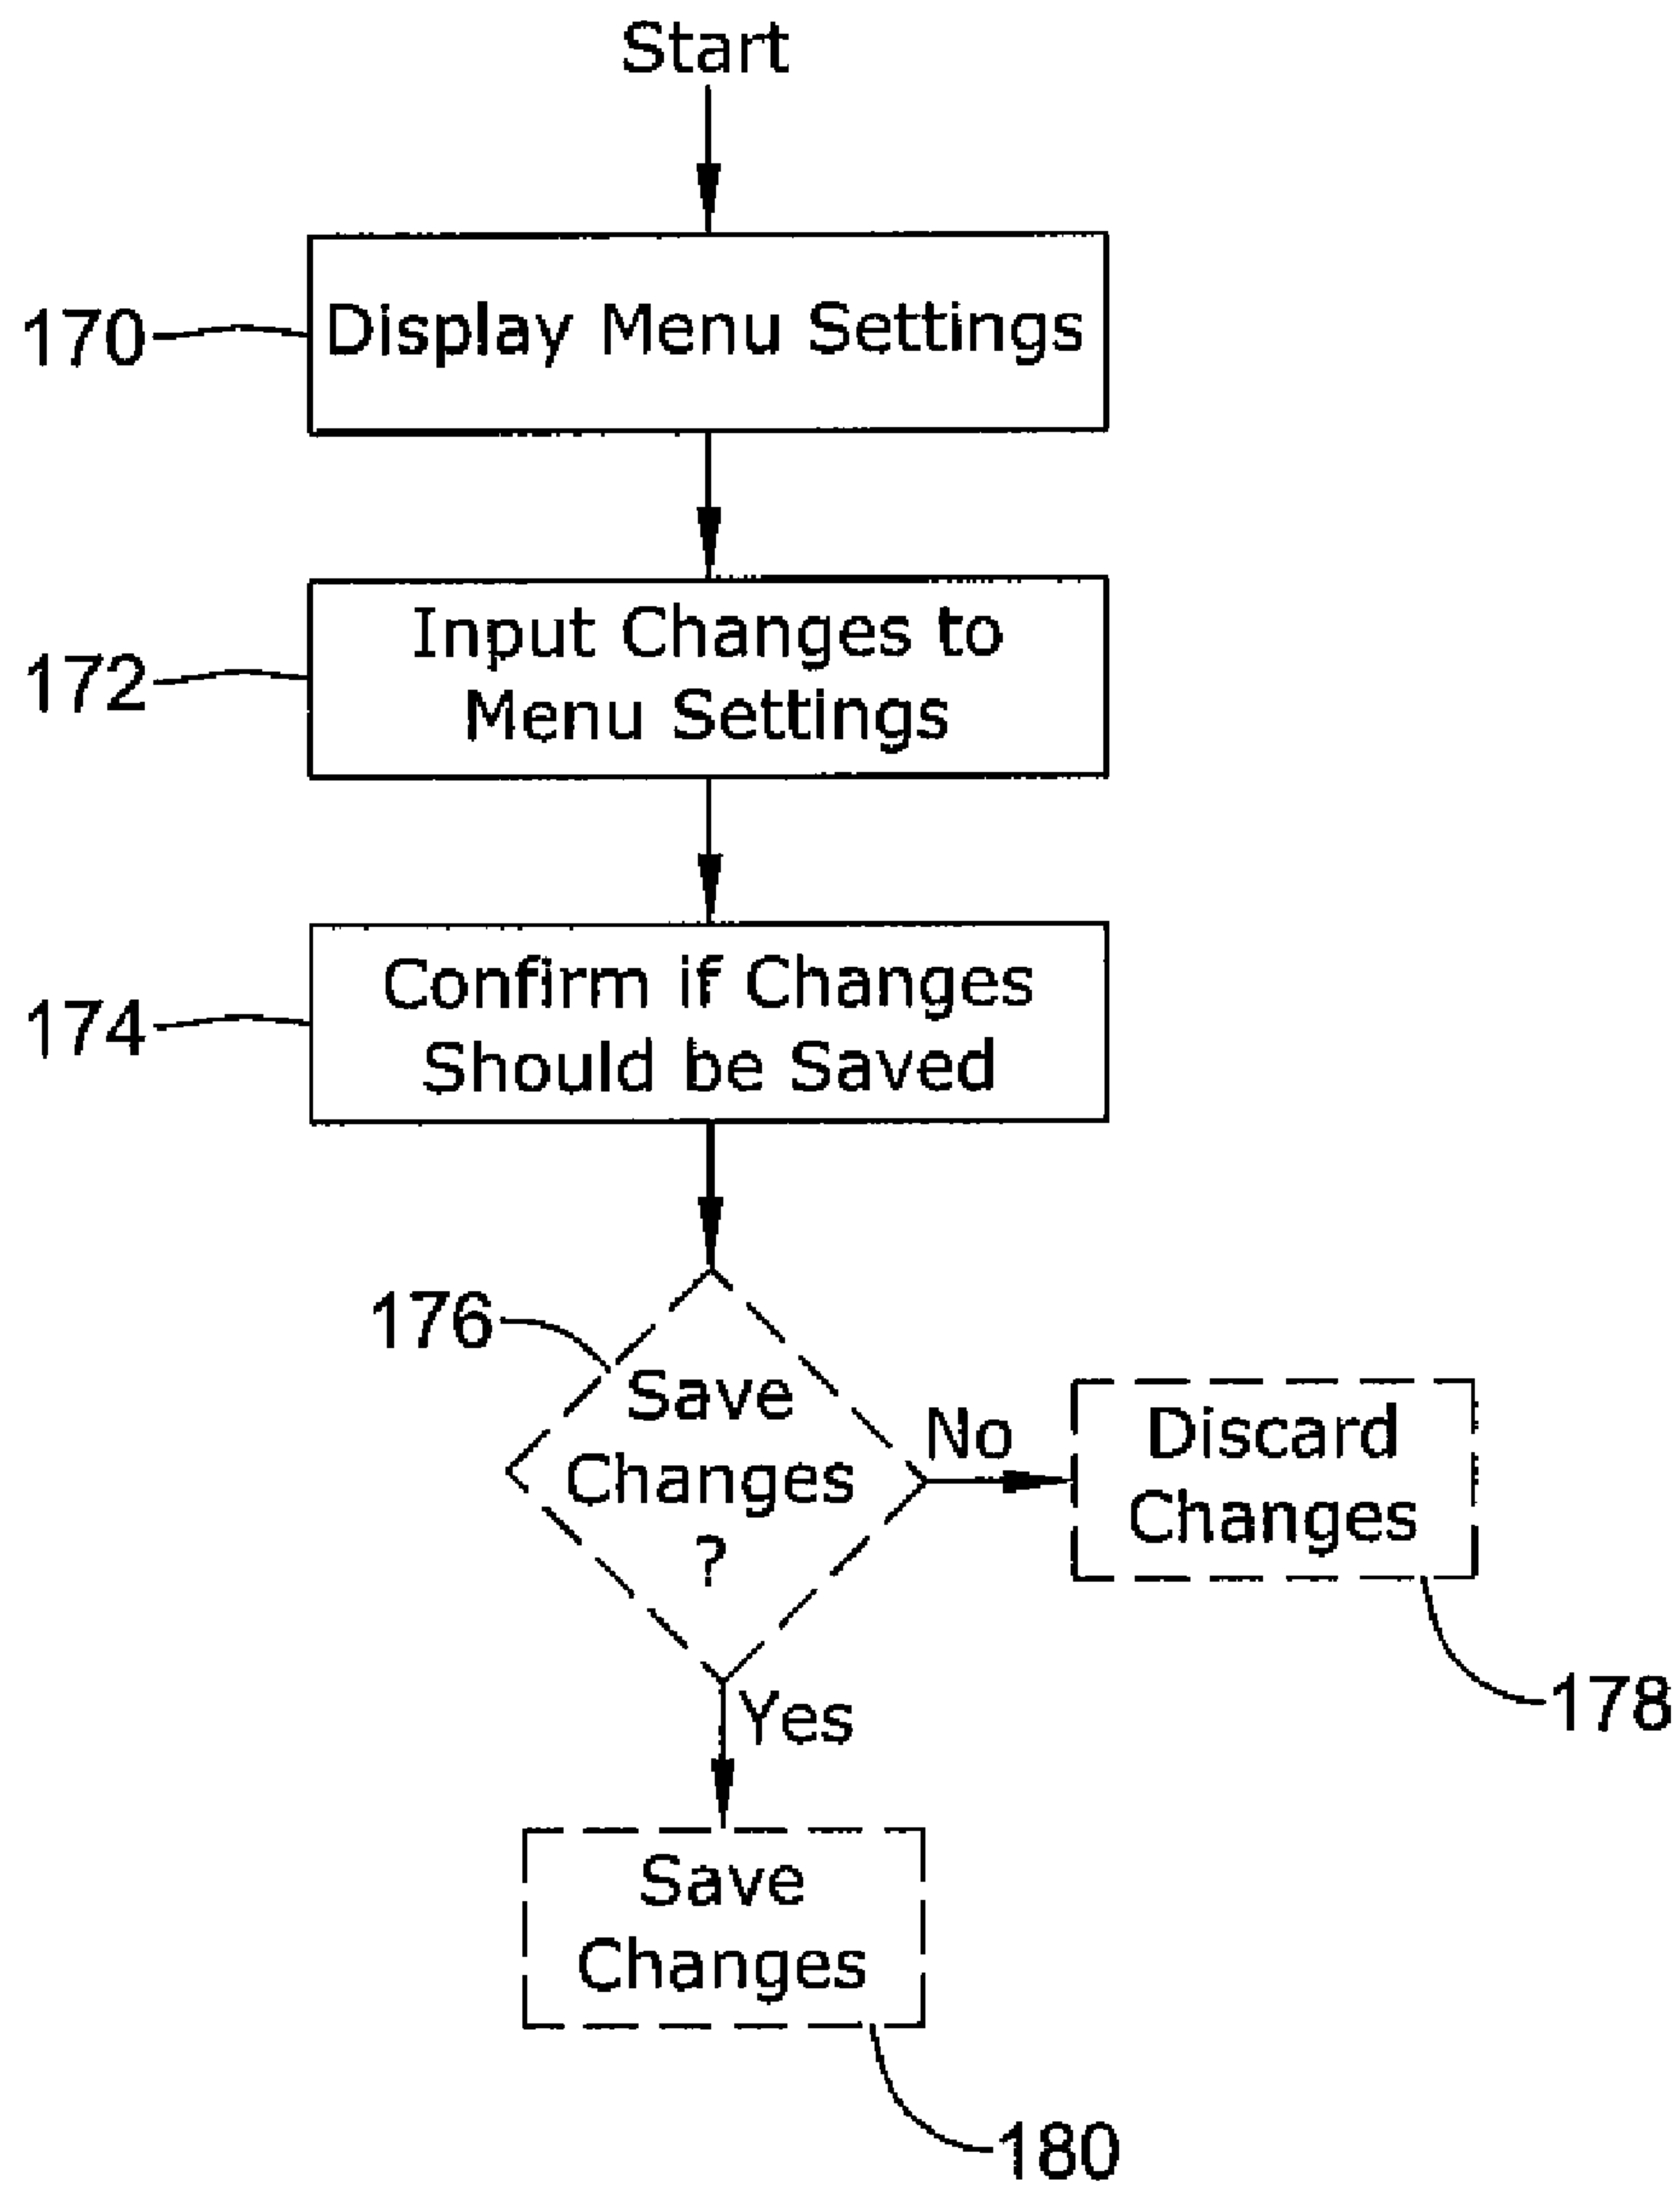 Start
170
Display Menu Settings
172
Input Changes to
Menu Settings
174
Confirm if Changes
Should be Saved
176
Save
Changes
?
No
Discard
Changes
178
Yes
Save
Changes
180